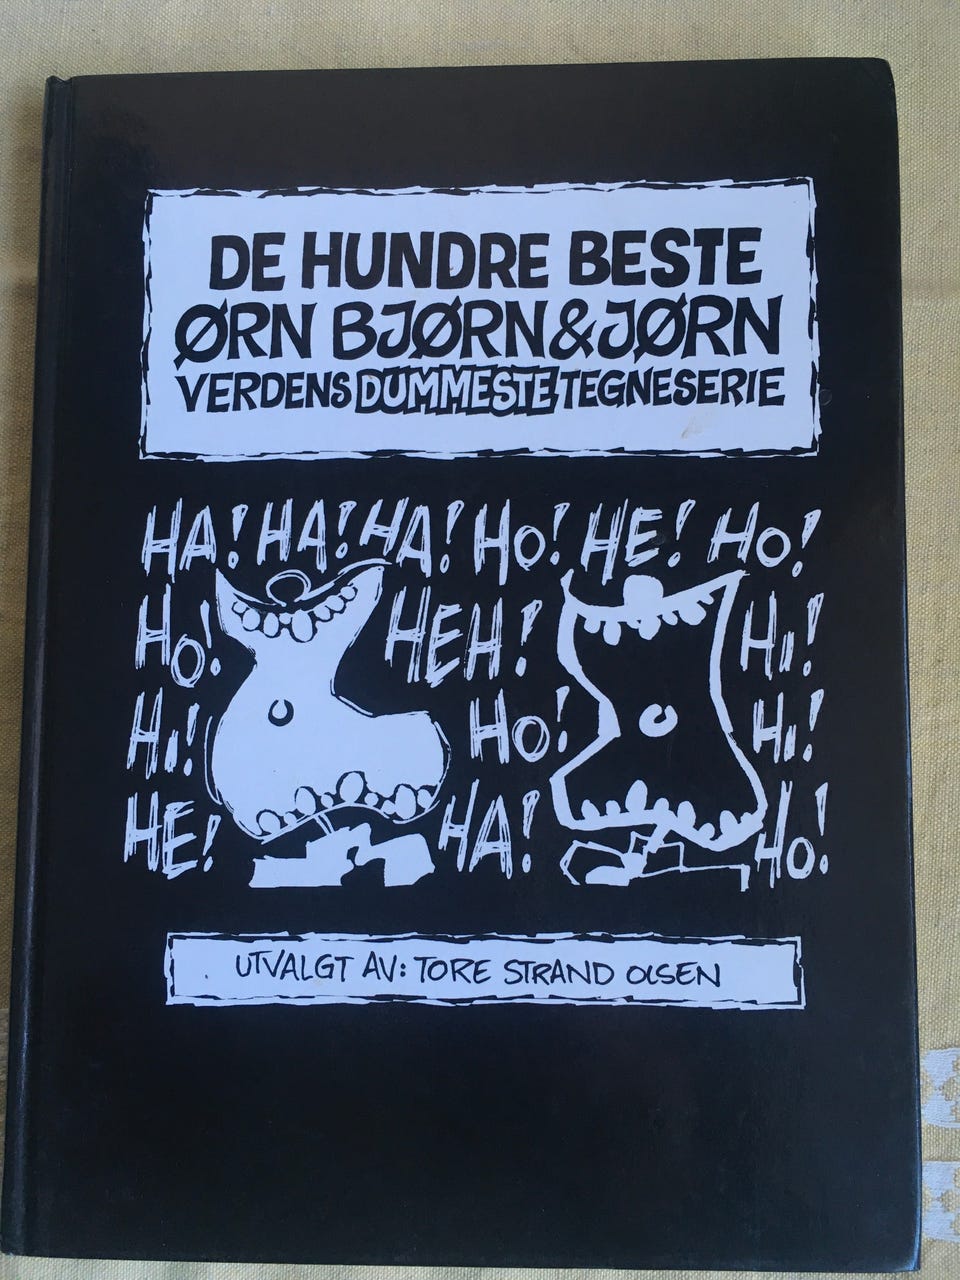 DE HUNDRE BESTE
ØRN BJØRN & JØRN
VERDENS DUMMESTE TEGNESERIE
HA! HA! HA! HO! HE! HO!
HO! HEH! HI!
HI! HO! HI!
HE! HA! HO!
UTVALGT AV: TORE STRAND OLSEN